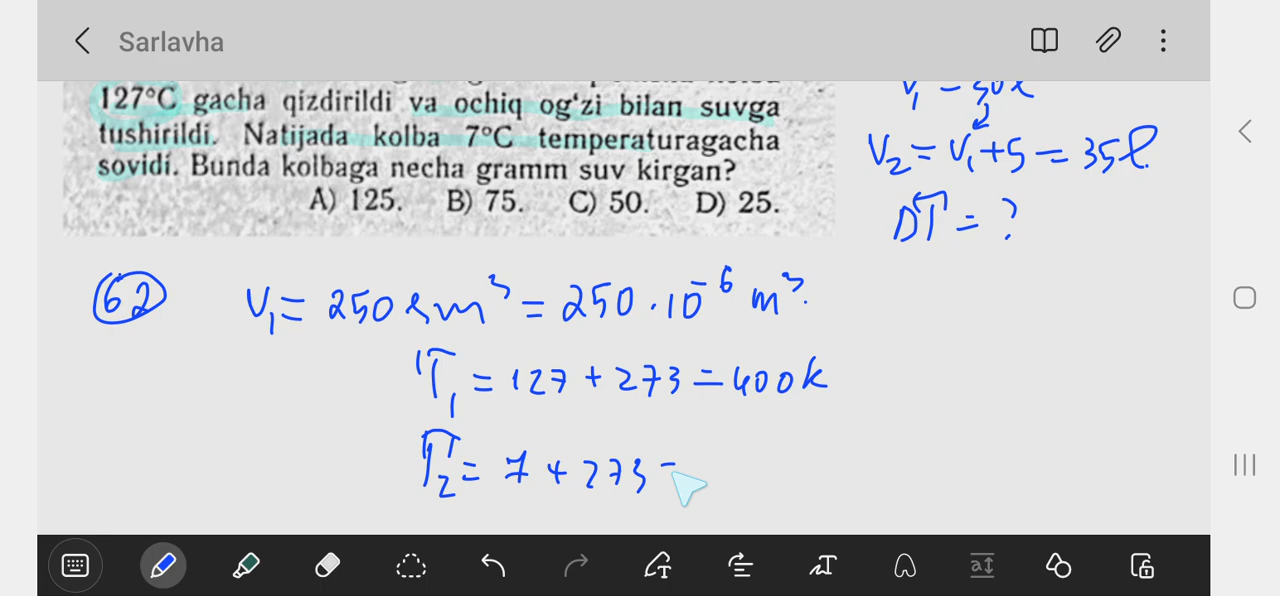 Sarlavha
127°C gacha qizdirildi va ochiq og'zi bilan suvga
tushirildi. Natijada kolba 7°C temperaturagacha
sovidi. Bunda kolbaga necha gramm suv kirgan?
A) 125. B) 75. C) 50. D) 25.
V₂ = V₁ + 5 = 35 l
ΔT = ?
62 V₁ = 250 sm³ = 250 · 10⁻⁶ m³.
T₁ = 127 + 273 = 400 k
T₂ = 7 + 273 =